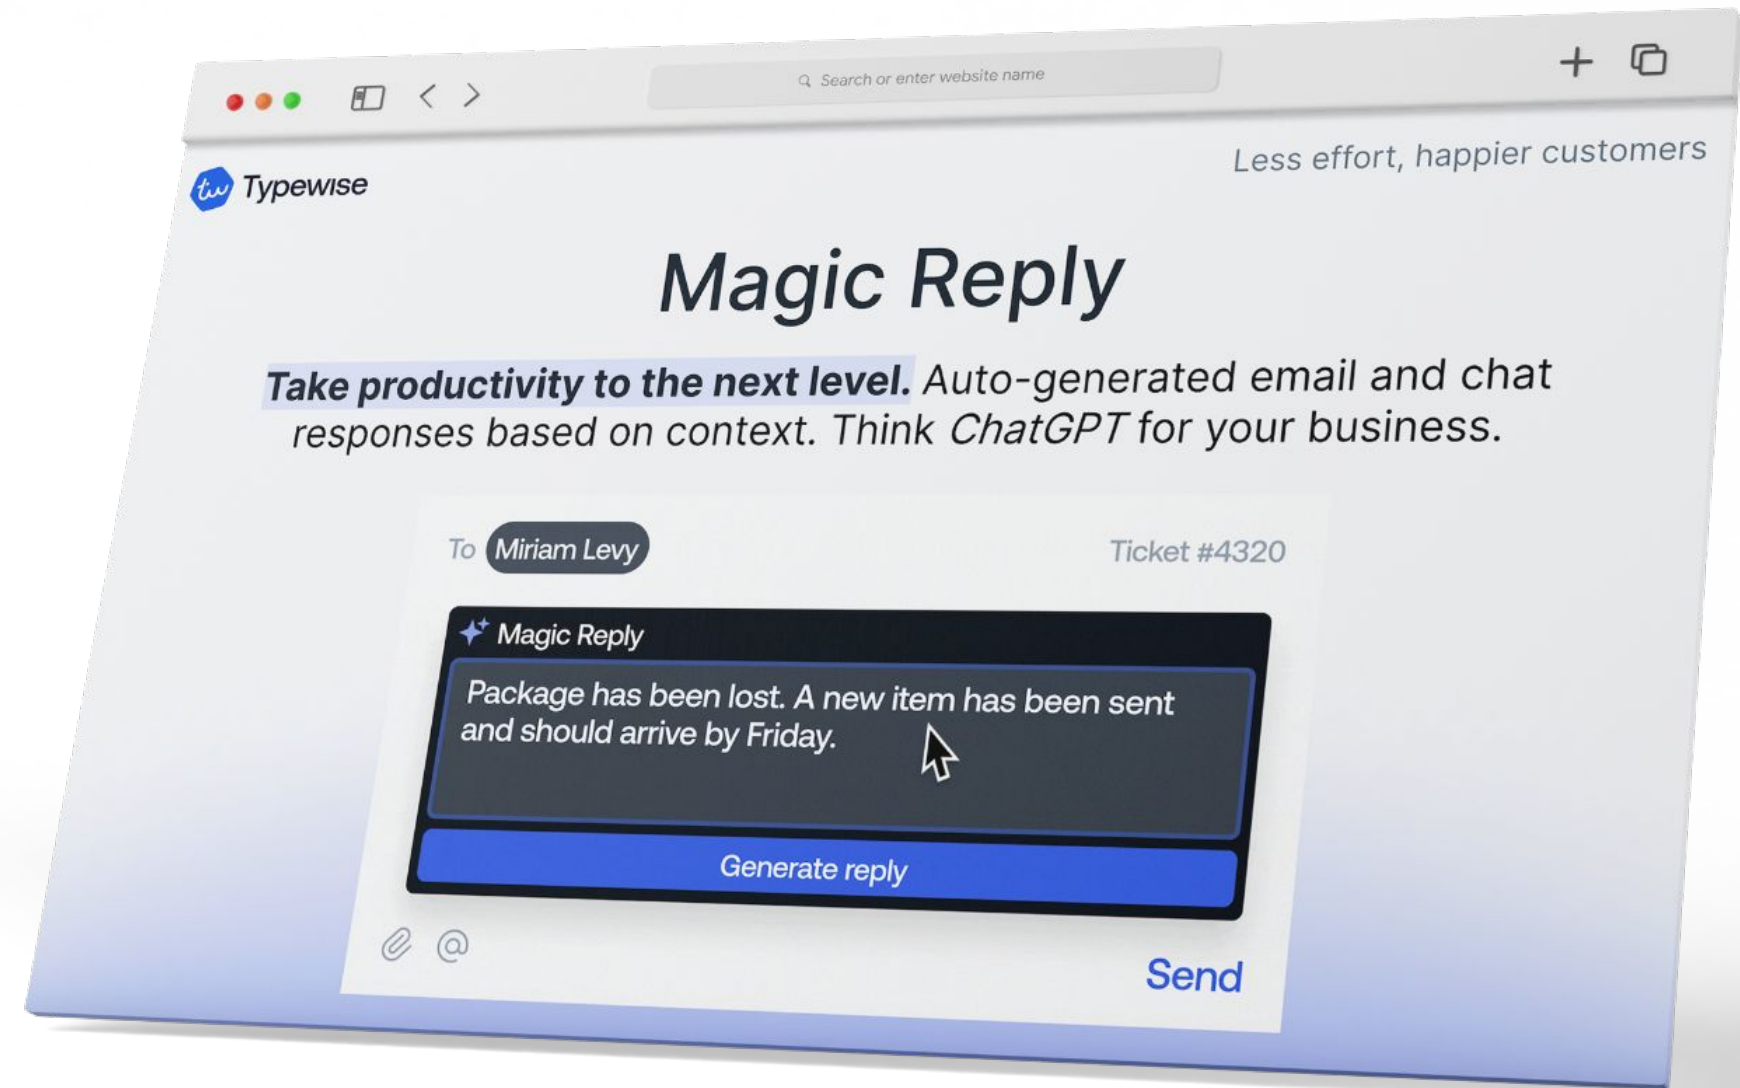 Search or enter website name
Typewise
Less effort, happier customers
Magic Reply
Take productivity to the next level. Auto-generated email and chat
responses based on context. Think ChatGPT for your business.
To Miriam Levy
Ticket #4320
Magic Reply
Package has been lost. A new item has been sent
and should arrive by Friday.
Generate reply
@
Send